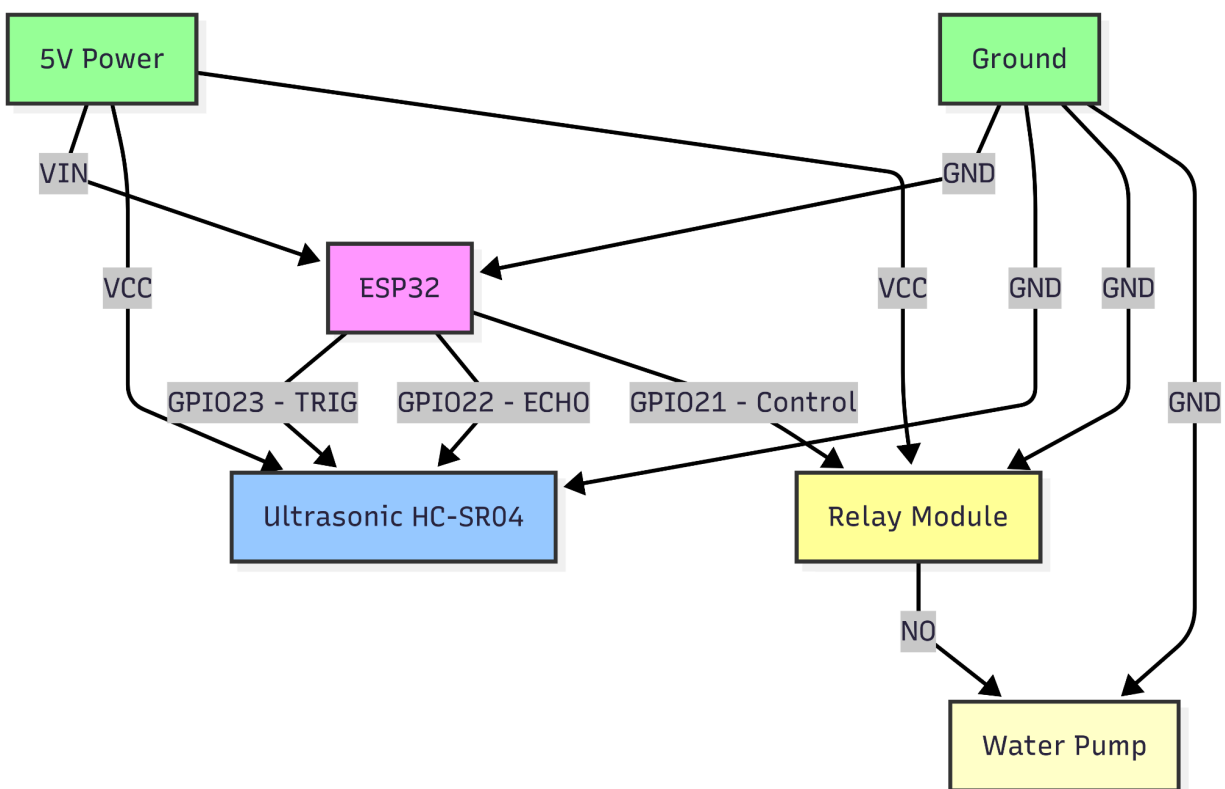 5V Power
Ground
VIN
GND
VCC
ESP32
VCC
GND
GND
GPIO23 - TRIG
GPIO22 - ECHO
GPIO21 - Control
GND
Ultrasonic HC-SR04
Relay Module
NO
Water Pump